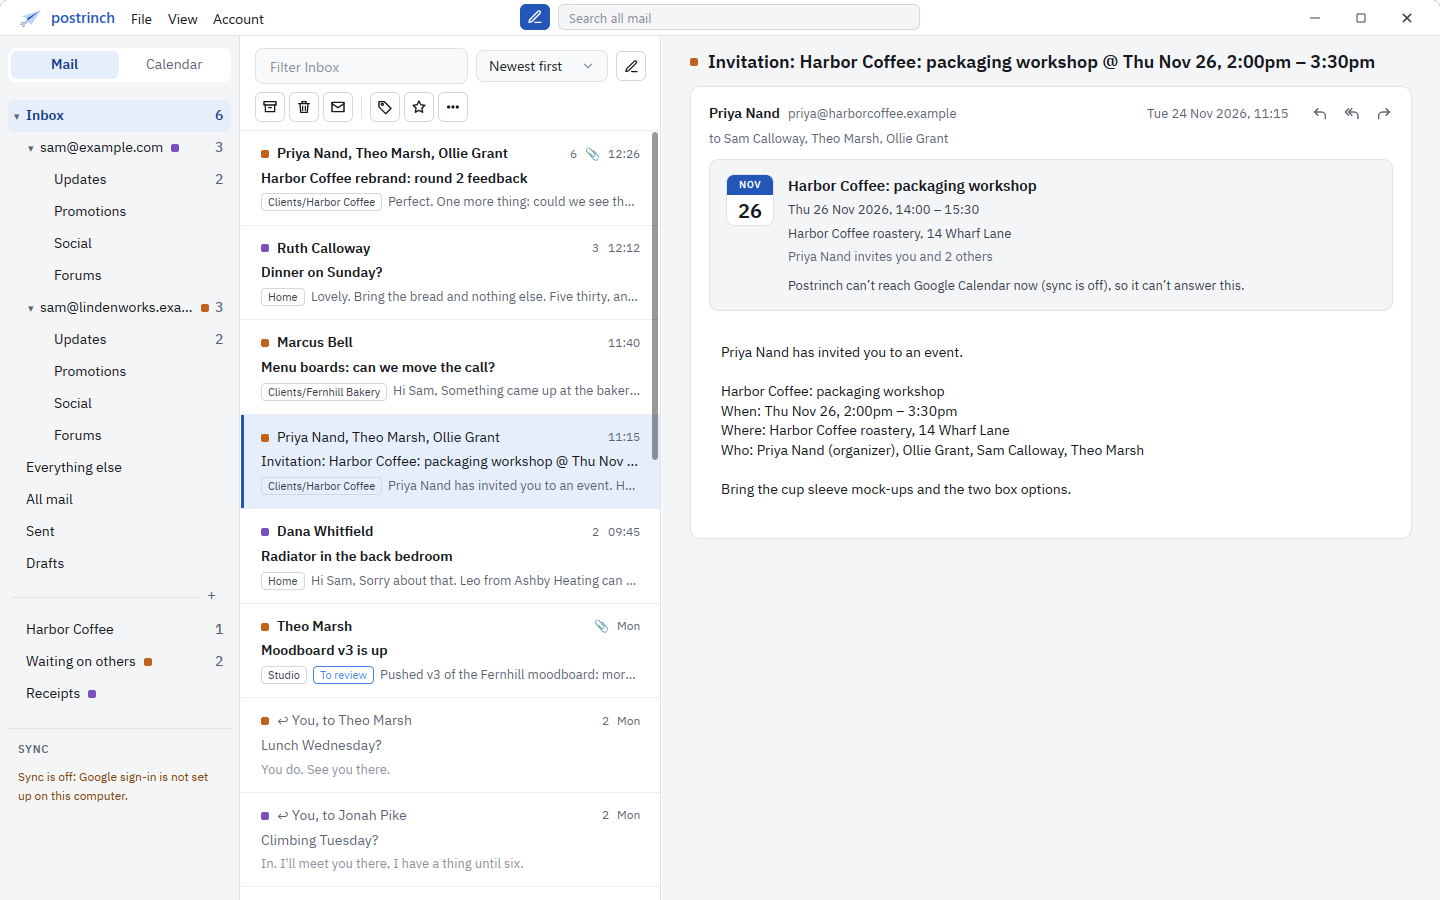 postrinch File View Account
Search all mail
Mail Calendar
Inbox 6
sam@example.com 3
Updates 2
Promotions
Social
Forums
sam@lindenworks.exa... 3
Updates 2
Promotions
Social
Forums
Everything else
All mail
Sent
Drafts
+
Harbor Coffee 1
Waiting on others 2
Receipts
SYNC
Sync is off: Google sign-in is not set
up on this computer.
Filter Inbox
Newest first
Priya Nand, Theo Marsh, Ollie Grant 6 12:26
Harbor Coffee rebrand: round 2 feedback
Clients/Harbor Coffee Perfect. One more thing: could we see th...
Ruth Calloway 3 12:12
Dinner on Sunday?
Home Lovely. Bring the bread and nothing else. Five thirty, an...
Marcus Bell 11:40
Menu boards: can we move the call?
Clients/Fernhill Bakery Hi Sam, Something came up at the baker...
Priya Nand, Theo Marsh, Ollie Grant 11:15
Invitation: Harbor Coffee: packaging workshop @ Thu Nov ...
Clients/Harbor Coffee Priya Nand has invited you to an event. H...
Dana Whitfield 2 09:45
Radiator in the back bedroom
Home Hi Sam, Sorry about that. Leo from Ashby Heating can ...
Theo Marsh Mon
Moodboard v3 is up
Studio To review Pushed v3 of the Fernhill moodboard: mor...
You, to Theo Marsh 2 Mon
Lunch Wednesday?
You do. See you there.
You, to Jonah Pike 2 Mon
Climbing Tuesday?
In. I'll meet you there, I have a thing until six.
Invitation: Harbor Coffee: packaging workshop @ Thu Nov 26, 2:00pm – 3:30pm
Priya Nand priya@harborcoffee.example Tue 24 Nov 2026, 11:15
to Sam Calloway, Theo Marsh, Ollie Grant
NOV
26
Harbor Coffee: packaging workshop
Thu 26 Nov 2026, 14:00 – 15:30
Harbor Coffee roastery, 14 Wharf Lane
Priya Nand invites you and 2 others
Postrinch can’t reach Google Calendar now (sync is off), so it can’t answer this.
Priya Nand has invited you to an event.
Harbor Coffee: packaging workshop
When: Thu Nov 26, 2:00pm – 3:30pm
Where: Harbor Coffee roastery, 14 Wharf Lane
Who: Priya Nand (organizer), Ollie Grant, Sam Calloway, Theo Marsh
Bring the cup sleeve mock-ups and the two box options.